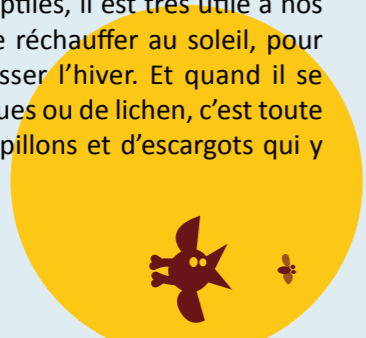 ptiles, il est très utile à nos
e réchauffer au soleil, pour
sser l’hiver. Et quand il se
ues ou de lichen, c’est toute
pillons et d’escargots qui y